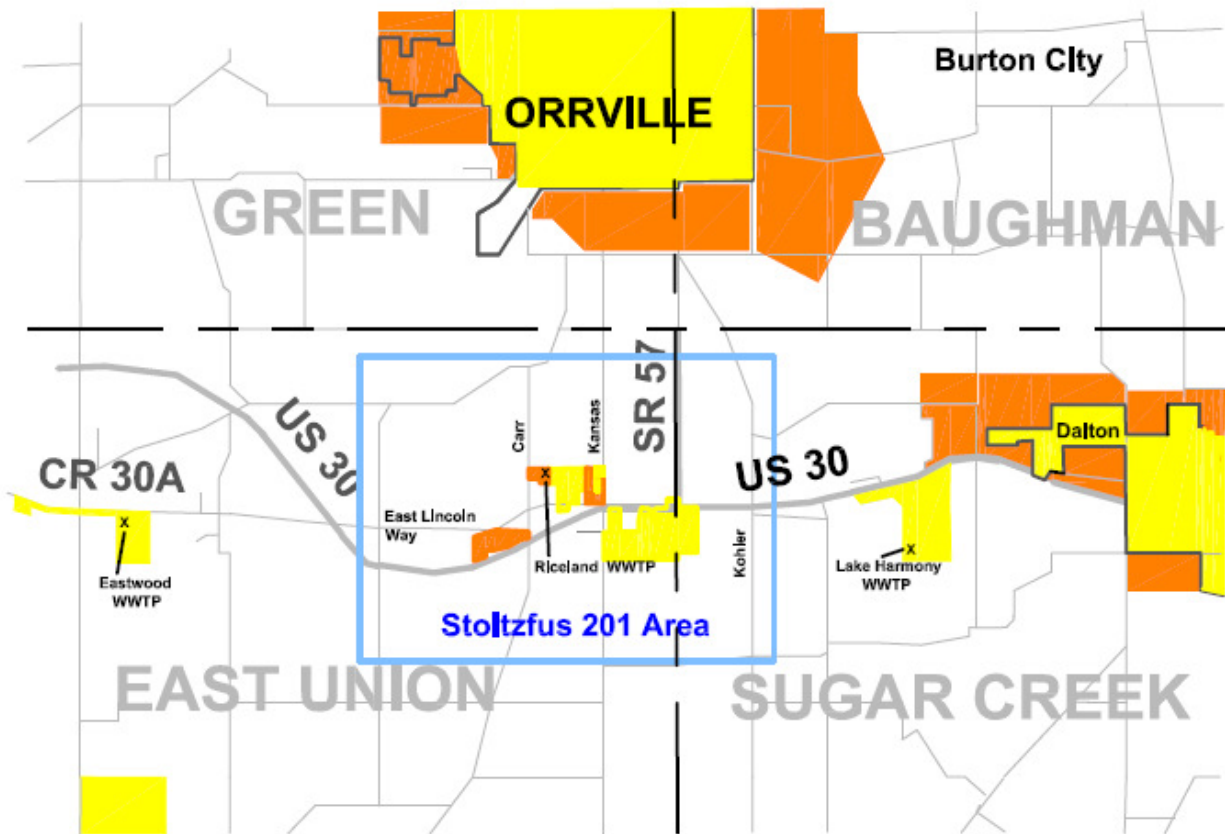 Burton City
ORRVILLE
GREEN
BAUGHMAN
SR 57
US 30
Carr
Kansas
Dalton
CR 30A
US 30
East Lincoln
Way
X
X
X
Eastwood
WWTP
Riceland WWTP
Kohler
Lake Harmony
WWTP
Stoltzfus 201 Area
EAST UNION
SUGAR CREEK